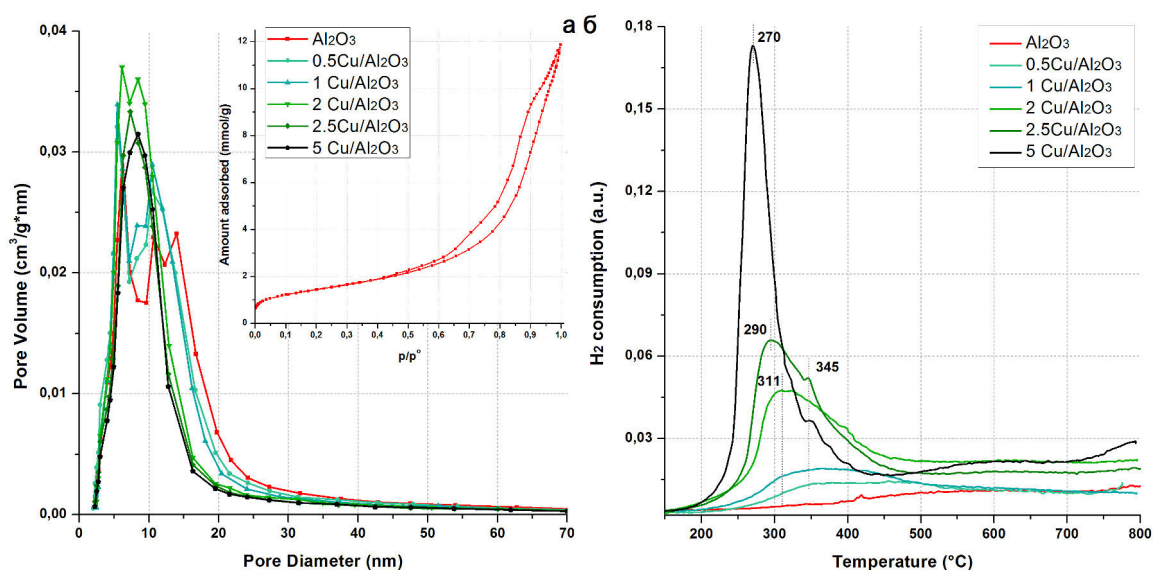 а б
0,04
0,03
0,02
0,01
0,00
Pore Volume (cm³/g*nm)
0 10 20 30 40 50 60 70
Pore Diameter (nm)
Al₂O₃
0.5Cu/Al₂O₃
1 Cu/Al₂O₃
2 Cu/Al₂O₃
2.5Cu/Al₂O₃
5 Cu/Al₂O₃
Amount adsorbed (mmol/g)
12
10
8
6
4
2
0
0,0 0,1 0,2 0,3 0,4 0,5 0,6 0,7 0,8 0,9 1,0
p/p°
0,18
0,15
0,12
0,09
0,06
0,03
H₂ consumption (a.u.)
200 300 400 500 600 700 800
Temperature (°C)
270
290
311
345
Al₂O₃
0.5Cu/Al₂O₃
1 Cu/Al₂O₃
2 Cu/Al₂O₃
2.5Cu/Al₂O₃
5 Cu/Al₂O₃